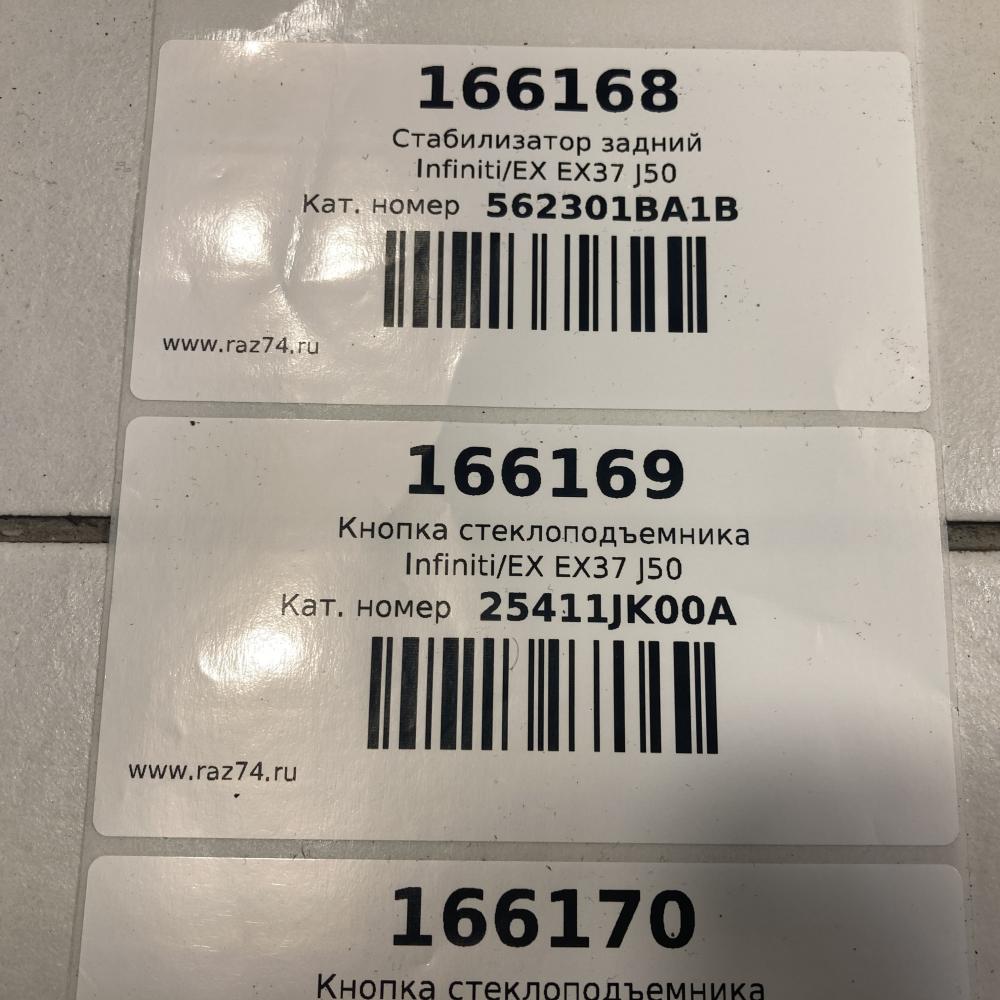 166168
Стабилизатор задний
Infiniti/EX EX37 J50
Кат. номер 562301BA1B
www.raz74.ru
166169
Кнопка стеклоподъемника
Infiniti/EX EX37 J50
Кат. номер 25411JK00A
www.raz74.ru
166170
Кнопка стеклоподъемника